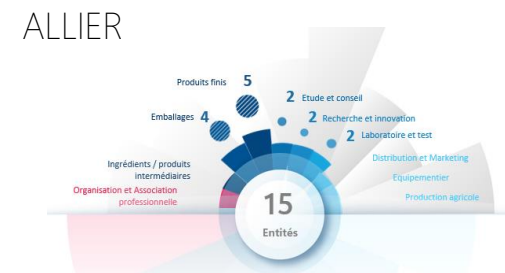 ALLIER
Produits finis 5
2 Etude et conseil
Emballages 4
2 Recherche et innovation
2 Laboratoire et test
Distribution et Marketing
Ingrédients / produits
intermédiaires
Equipementier
Organisation et Association
professionnelle
Production agricole
15
Entités